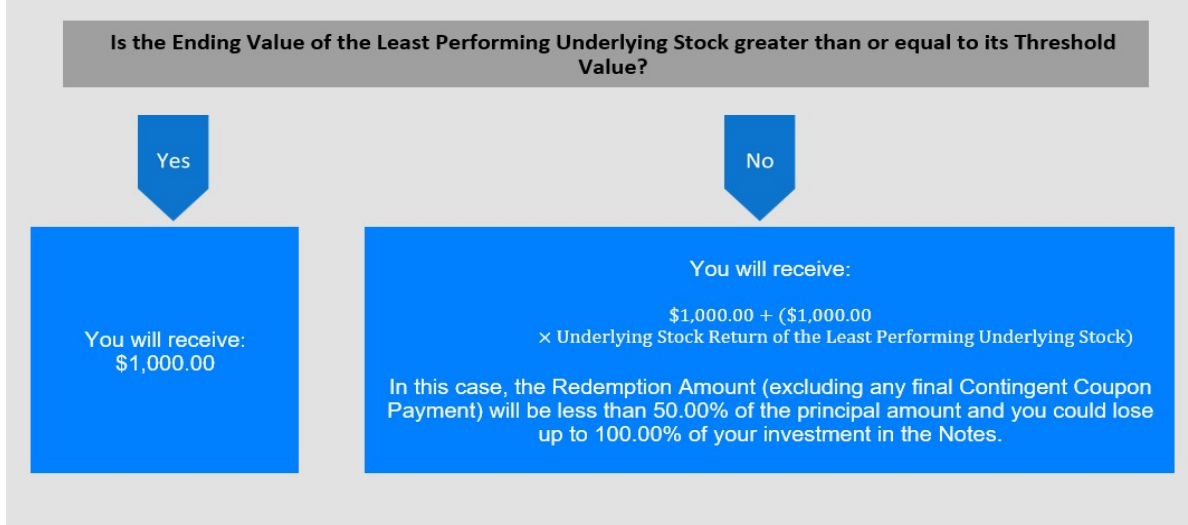 Is the Ending Value of the Least Performing Underlying Stock greater than or equal to its Threshold
Value?
Yes
No
You will receive:
$1,000.00
You will receive:
$1,000.00 + ($1,000.00
× Underlying Stock Return of the Least Performing Underlying Stock)
In this case, the Redemption Amount (excluding any final Contingent Coupon
Payment) will be less than 50.00% of the principal amount and you could lose
up to 100.00% of your investment in the Notes.